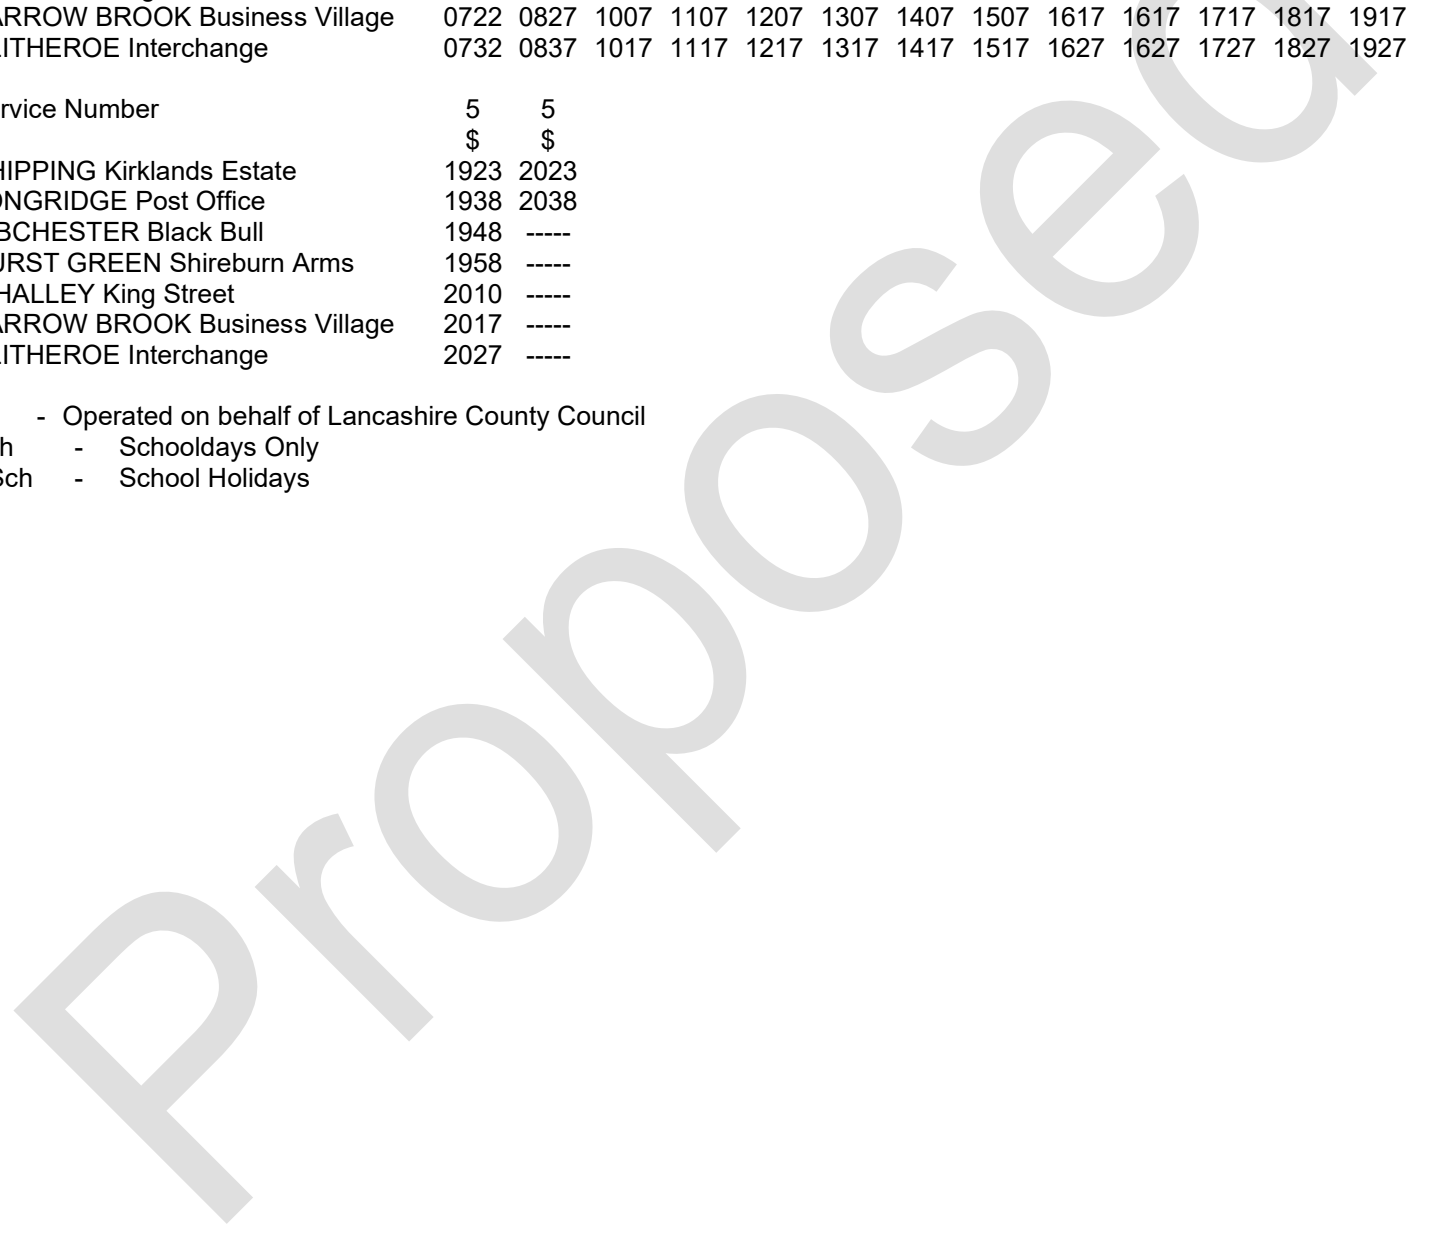 ARROW BROOK Business Village 0722 0827 1007 1107 1207 1307 1407 1507 1617 1617 1717 1817 1917
ITHEROE Interchange 0732 0837 1017 1117 1217 1317 1417 1517 1627 1627 1727 1827 1927
rvice Number 5 5
$ $
HIPPING Kirklands Estate 1923 2023
ONGRIDGE Post Office 1938 2038
BCHESTER Black Bull 1948 -----
URST GREEN Shireburn Arms 1958 -----
HALLEY King Street 2010 -----
ARROW BROOK Business Village 2017 -----
ITHEROE Interchange 2027 -----
- Operated on behalf of Lancashire County Council
h - Schooldays Only
Sch - School Holidays
Proposed